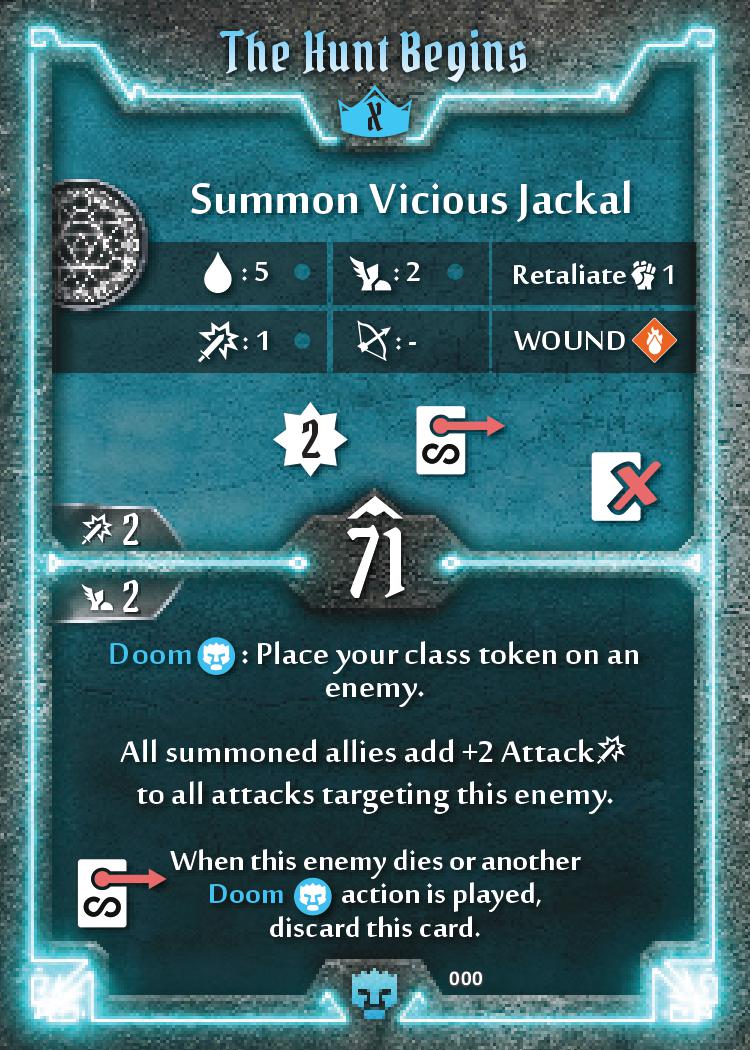 The Hunt Begins
X
Summon Vicious Jackal
: 5
: 2
Retaliate 1
: 1
: -
WOUND
2
2
71
2
Doom : Place your class token on an
enemy.
All summoned allies add +2 Attack
to all attacks targeting this enemy.
When this enemy dies or another
Doom action is played,
discard this card.
000